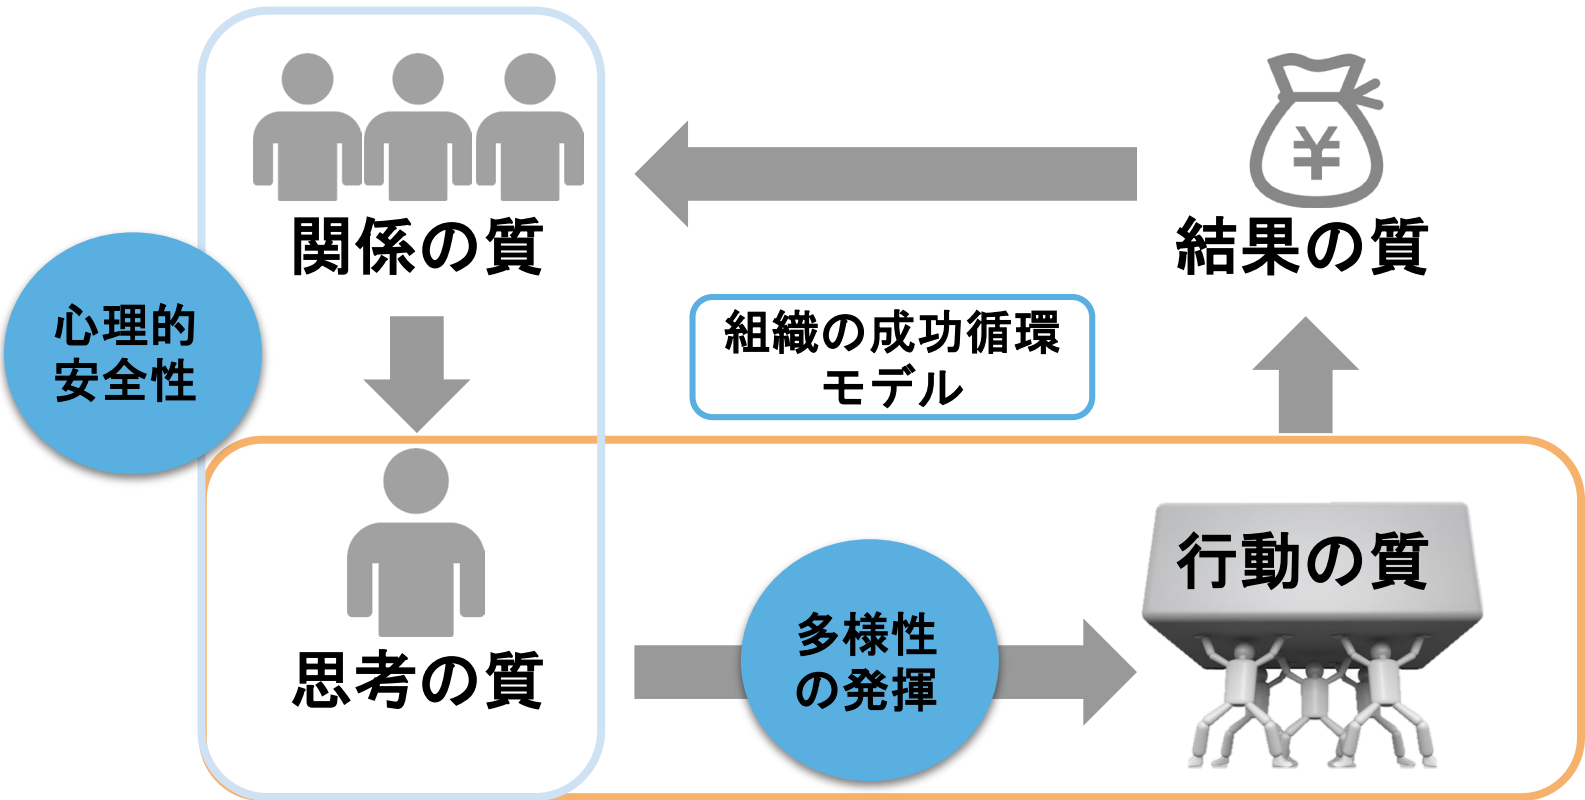 関係の質
結果の質
心理的
安全性
組織の成功循環
モデル
¥
思考の質
多様性
の発揮
行動の質